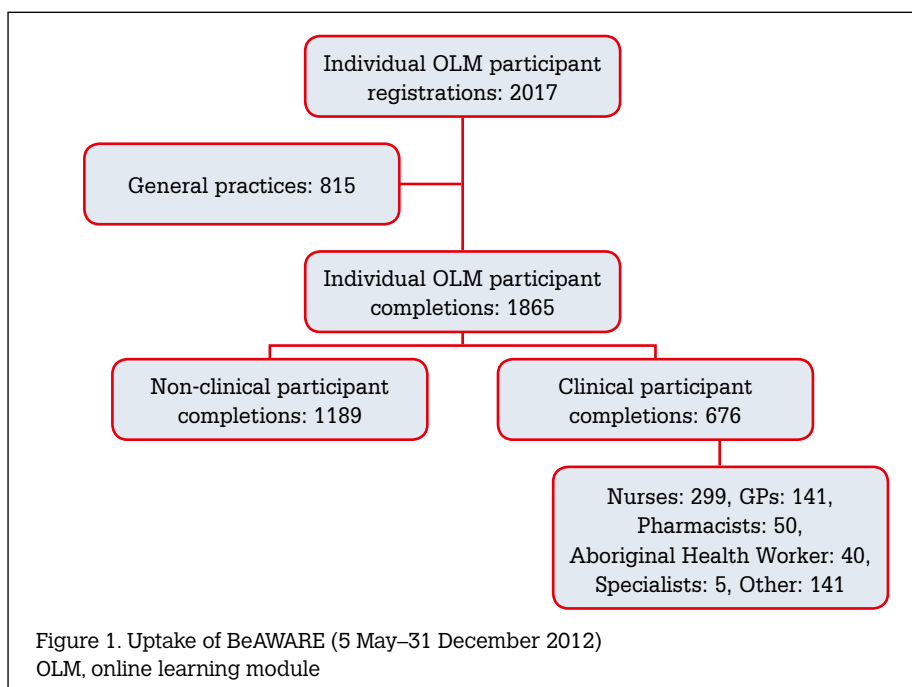 Individual OLM participant
registrations: 2017
General practices: 815
Individual OLM participant
completions: 1865
Non-clinical participant
completions: 1189
Clinical participant
completions: 676
Nurses: 299, GPs: 141,
Pharmacists: 50,
Aboriginal Health Worker: 40,
Specialists: 5, Other: 141
Figure 1. Uptake of BeAWARE (5 May–31 December 2012)
OLM, online learning module